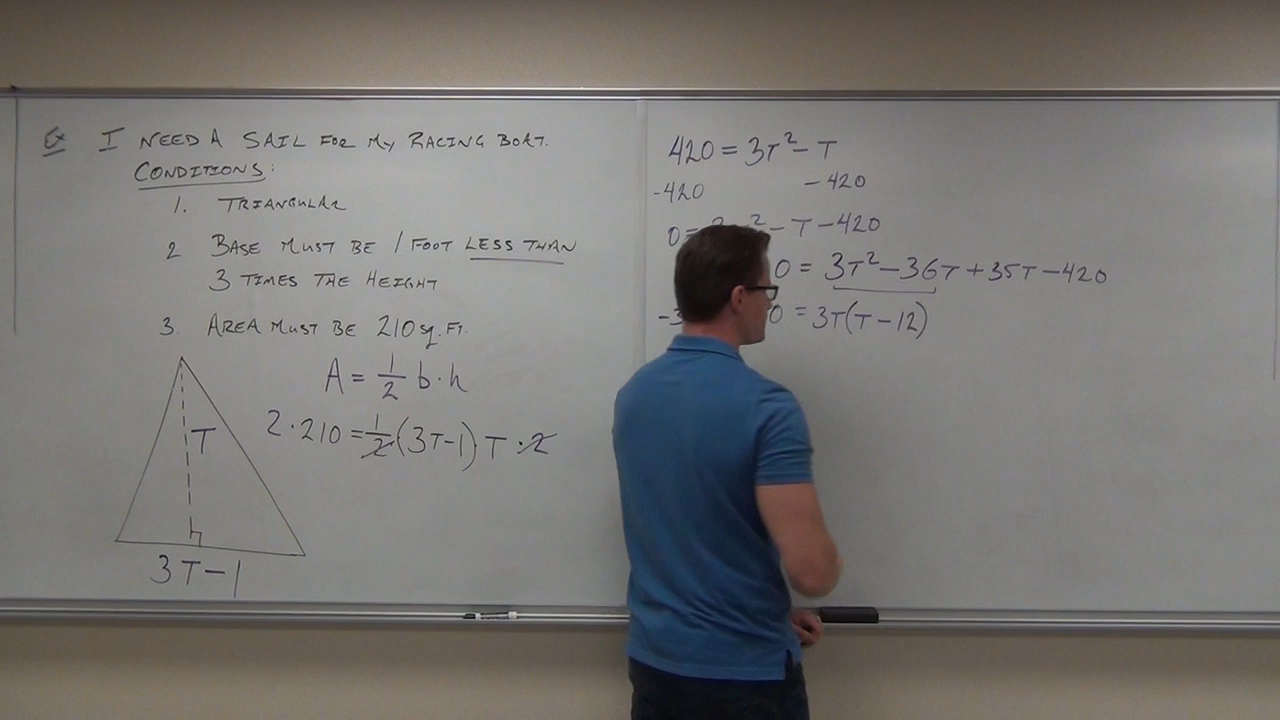 Ex I NEED A SAIL FOR MY RACING BOAT.
CONDITIONS:
1. TRIANGULAR
2 BASE MUST BE 1 FOOT LESS THAN
3 TIMES THE HEIGHT
3. AREA MUST BE 210 sq. FT.
A = 1/2 b·h
2·210 = 1/2 (3T-1) T ·2
T
3T-1
420 = 3T² - T
-420 -420
0= ² - T - 420
0 = 3T² - 36T + 35T - 420
0 = 3T(T - 12)